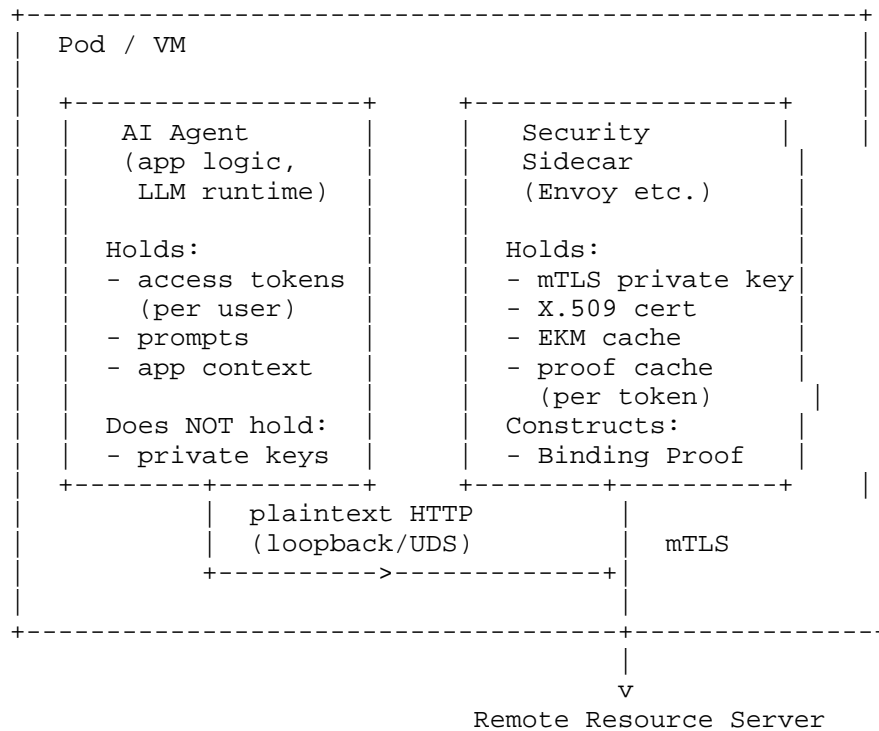 Pod / VM
AI Agent Security
(app logic, Sidecar
LLM runtime) (Envoy etc.)
Holds: Holds:
- access tokens - mTLS private key
(per user) - X.509 cert
- prompts - EKM cache
- app context - proof cache
(per token)
Does NOT hold: Constructs:
- private keys - Binding Proof
plaintext HTTP
(loopback/UDS) mTLS
v
Remote Resource Server